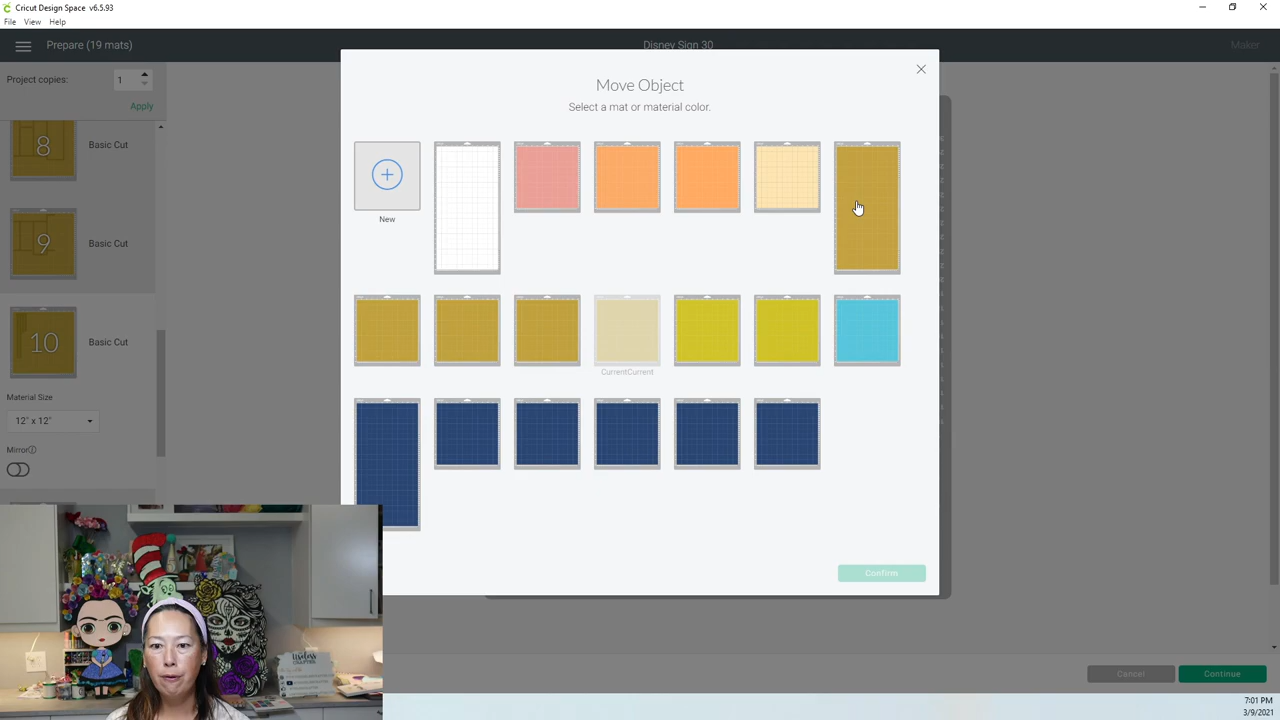 Cricut Design Space v6.5.93
File View Help
Prepare (19 mats)
Disney Sign 30
Maker
Project copies: 1
Apply
8 Basic Cut
9 Basic Cut
10 Basic Cut
Material Size
12" x 12"
Mirror
Move Object
Select a mat or material color.
New
CurrentCurrent
Confirm
Cancel
Continue
7:01 PM
3/9/2021